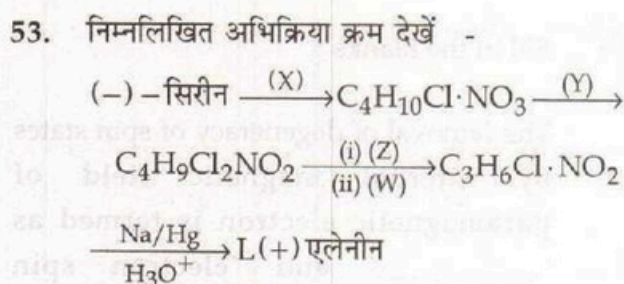 53. निम्नलिखित अभिक्रिया क्रम देखें -
(−) −सिरीन —(X)→ C₄H₁₀Cl·NO₃ —(Y)→
C₄H₉Cl₂NO₂ —(i) (Z) (ii) (W)→ C₃H₆Cl·NO₂
—Na/Hg H₃O⁺→ L(+) एलेनीन